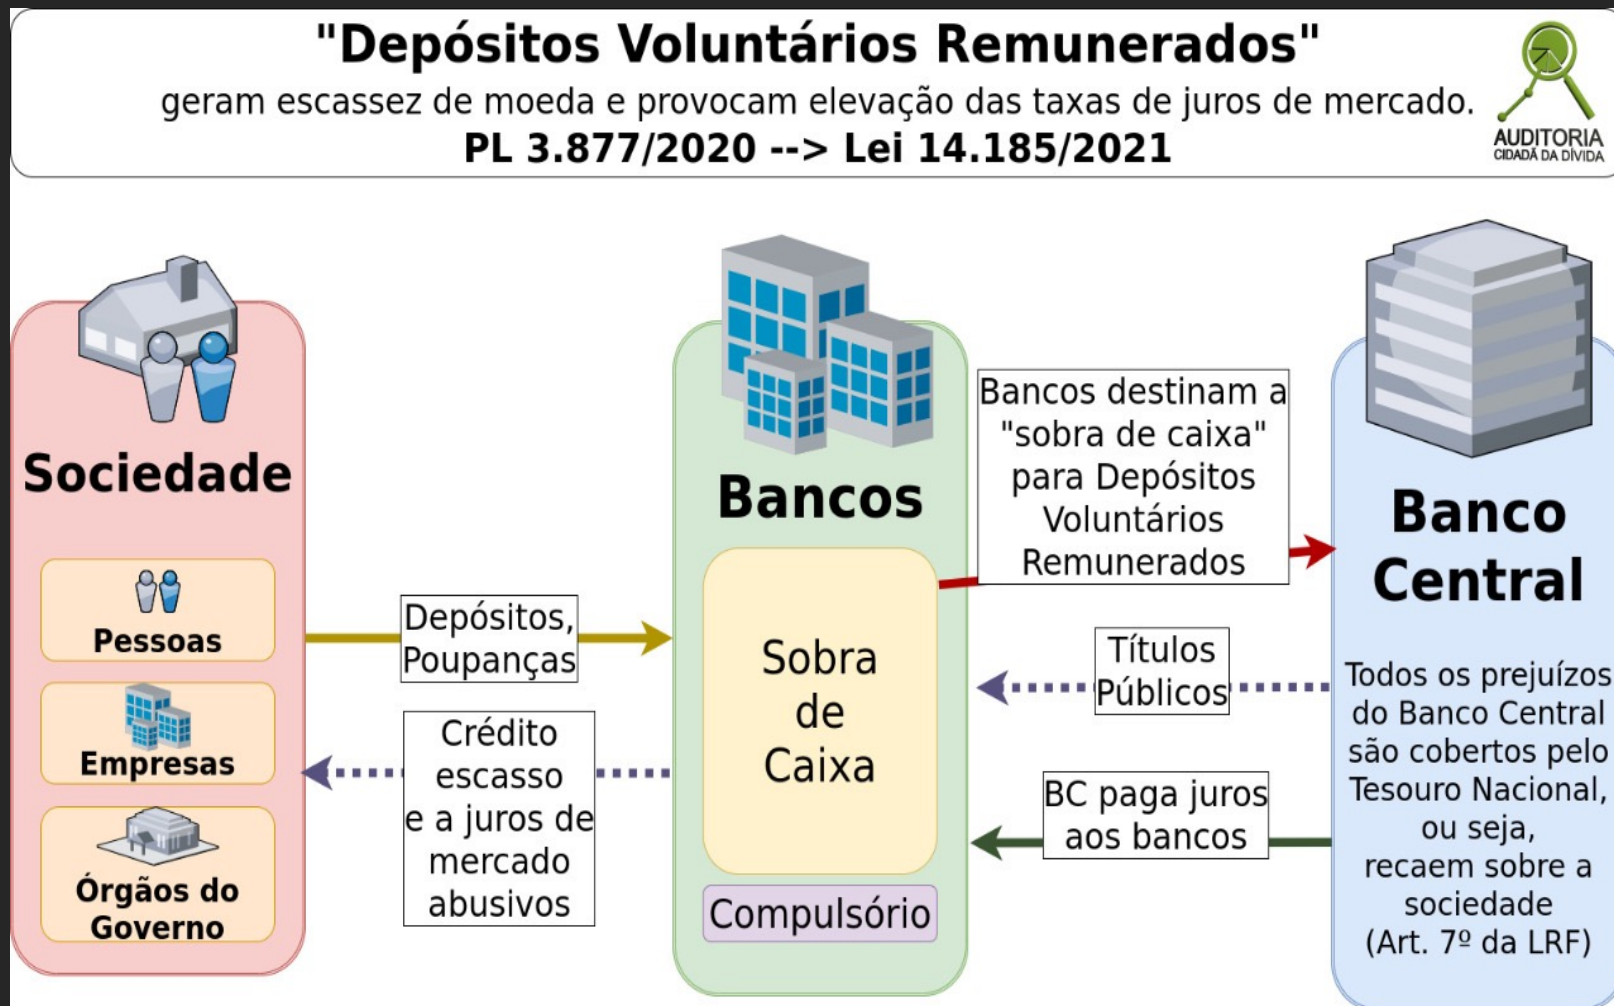 "Depósitos Voluntários Remunerados"
geram escassez de moeda e provocam elevação das taxas de juros de mercado.
PL 3.877/2020 --> Lei 14.185/2021
AUDITORIA
CIDADÃ DA DÍVIDA
Sociedade
Pessoas
Empresas
Órgãos do
Governo
Depósitos,
Poupanças
Crédito
escasso
e a juros de
mercado
abusivos
Bancos
Sobra
de
Caixa
Compulsório
Bancos destinam a
"sobra de caixa"
para Depósitos
Voluntários
Remunerados
Títulos
Públicos
BC paga juros
aos bancos
Banco
Central
Todos os prejuízos
do Banco Central
são cobertos pelo
Tesouro Nacional,
ou seja,
recaem sobre a
sociedade
(Art. 7º da LRF)